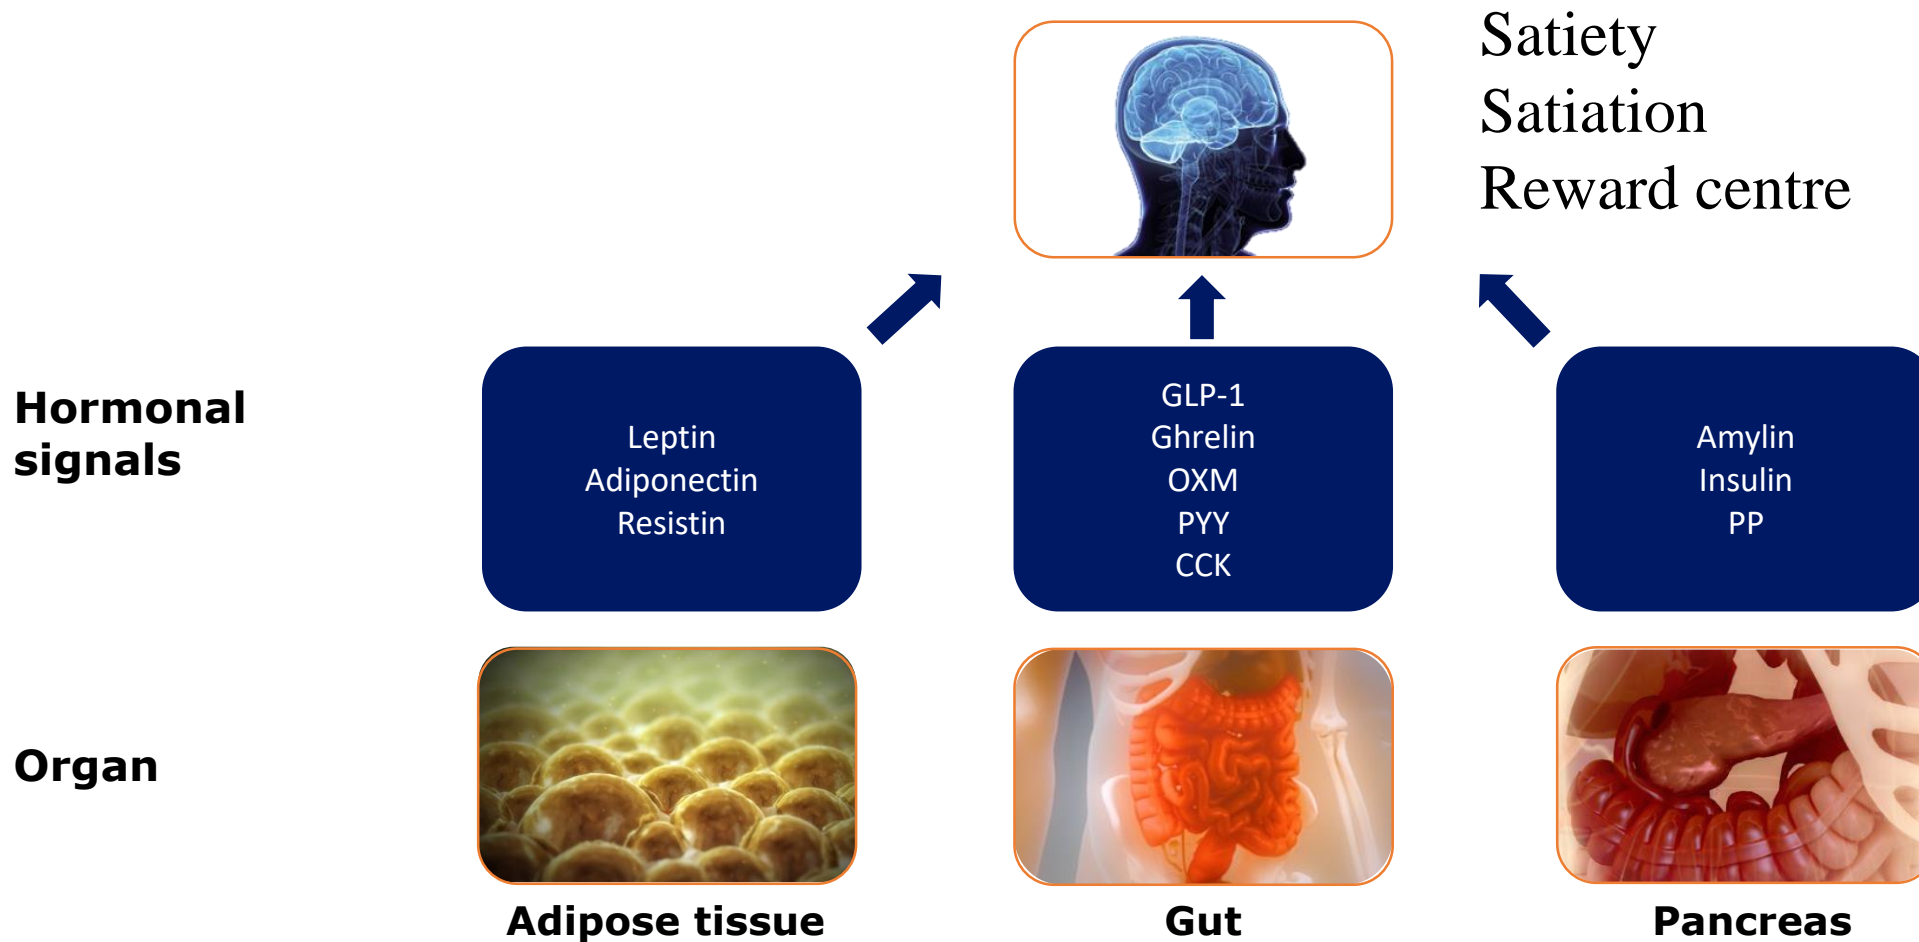 Satiety
Satiation
Reward centre
Hormonal
signals
Leptin
Adiponectin
Resistin
GLP-1
Ghrelin
OXM
PYY
CCK
Amylin
Insulin
PP
Organ
Adipose tissue
Gut
Pancreas